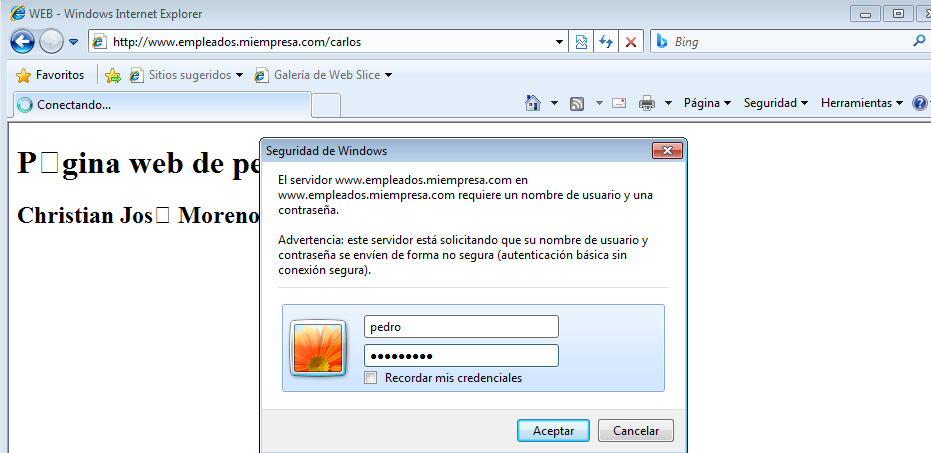 WEB - Windows Internet Explorer
http://www.empleados.miempresa.com/carlos
Bing
Favoritos
Sitios sugeridos
Galería de Web Slice
Conectando...
Página
Seguridad
Herramientas
P□gina web de pe
Christian Jos□ Moreno
Seguridad de Windows
El servidor www.empleados.miempresa.com en
www.empleados.miempresa.com requiere un nombre de usuario y una
contraseña.
Advertencia: este servidor está solicitando que su nombre de usuario y
contraseña se envíen de forma no segura (autenticación básica sin
conexión segura).
pedro
●●●●●●●●●
Recordar mis credenciales
Aceptar
Cancelar